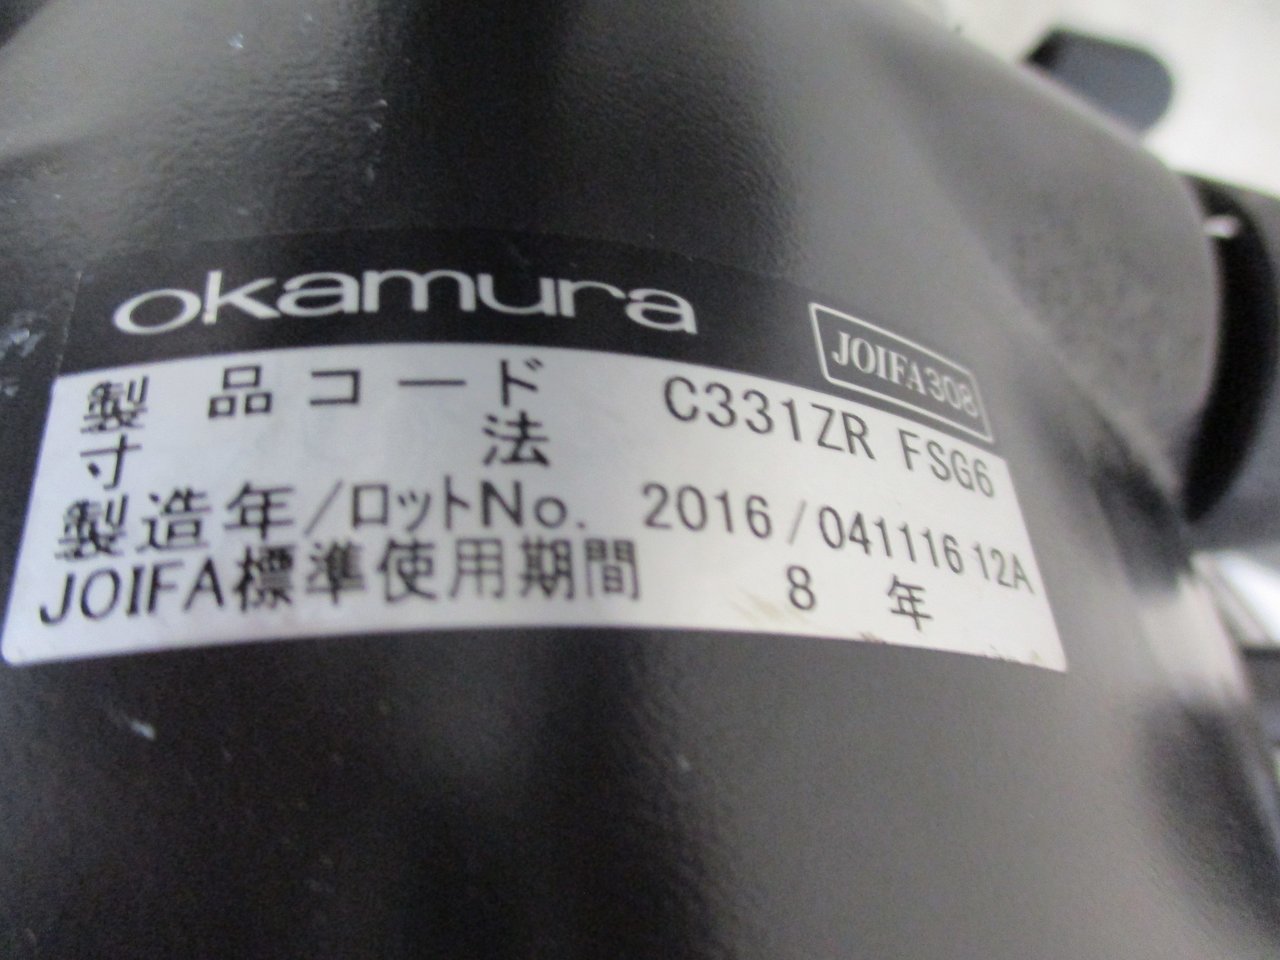 okamura
JOIFA308
製品コード C331ZR FSG6
寸法
製造年/ロットNo. 2016/041116 12A
JOIFA標準使用期間 8年